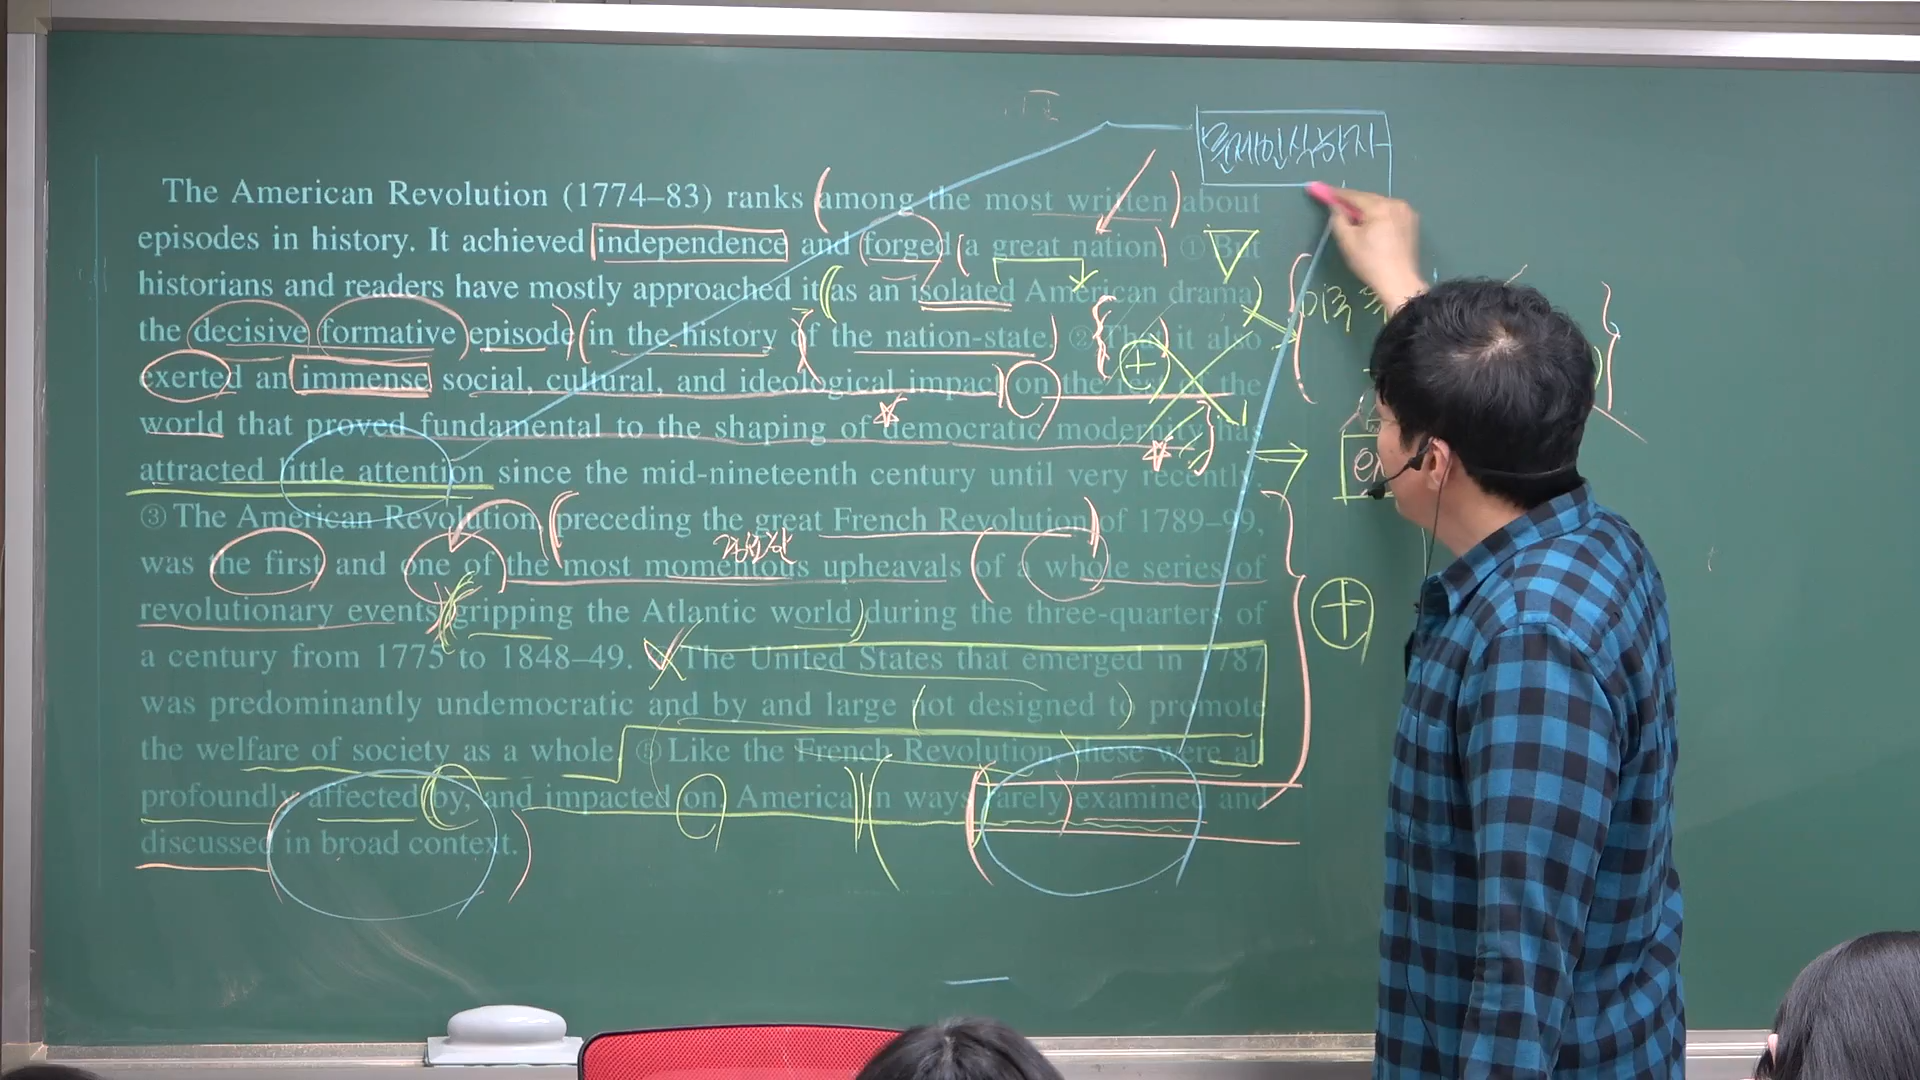 문제인식하자
The American Revolution (1774–83) ranks among the most written about
episodes in history. It achieved independence and forged a great nation. ① But
historians and readers have mostly approached it as an isolated American drama,
the decisive formative episode in the history of the nation-state. ② That it also
exerted an immense social, cultural, and ideological impact on the rest of the
world that proved fundamental to the shaping of democratic modernity has
attracted little attention since the mid-nineteenth century until very recently.
③ The American Revolution, preceding the great French Revolution of 1789–99,
was the first and one of the most momentous upheavals of a whole series of
revolutionary events gripping the Atlantic world during the three-quarters of
a century from 1775 to 1848–49. The United States that emerged in 1787
was predominantly undemocratic and by and large not designed to promote
the welfare of society as a whole. ⑤ Like the French Revolution, these were all
profoundly affected by, and impacted on, America in ways rarely examined and
discussed in broad context.